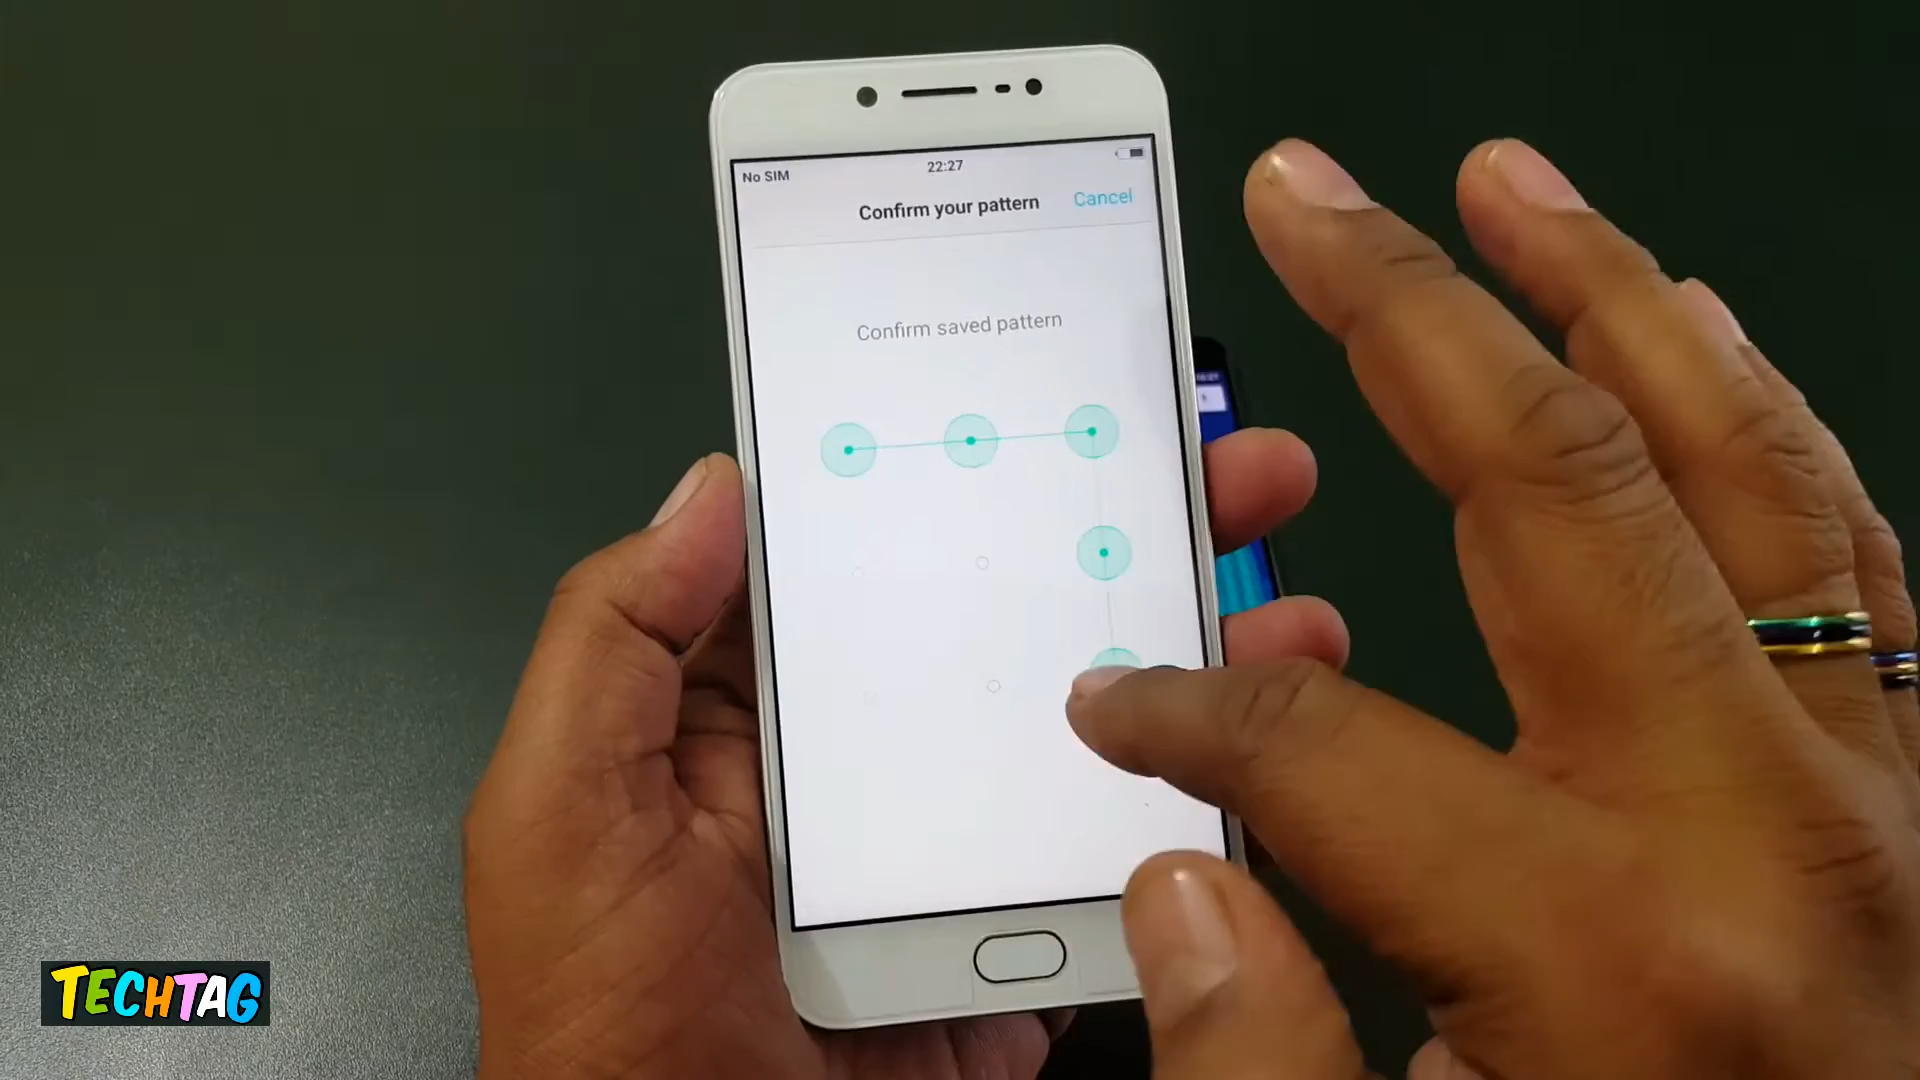 No SIM
22:27
Confirm your pattern
Cancel
Confirm saved pattern
TECHTAG